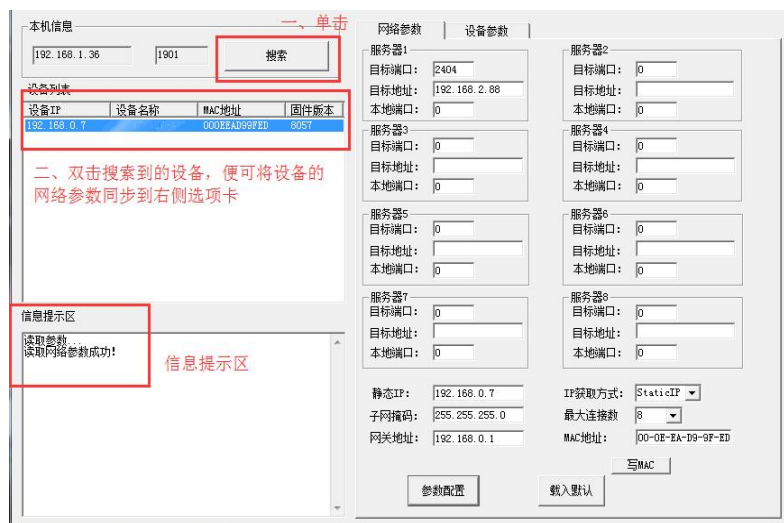 本机信息
一、单击
192.168.1.36
1901
搜索
设备列表
设备IP 设备名称 MAC地址 固件版本
192.168.0.7 000EEAD99FED 8057
二、双击搜索到的设备，便可将设备的
网络参数同步到右侧选项卡
信息提示区
读取参数...
读取网络参数成功!
信息提示区
网络参数 设备参数
服务器1
目标端口： 2404
目标地址： 192.168.2.88
本地端口： 0
服务器2
目标端口： 0
目标地址：
本地端口： 0
服务器3
目标端口： 0
目标地址：
本地端口： 0
服务器4
目标端口： 0
目标地址：
本地端口： 0
服务器5
目标端口： 0
目标地址：
本地端口： 0
服务器6
目标端口： 0
目标地址：
本地端口： 0
服务器7
目标端口： 0
目标地址：
本地端口： 0
服务器8
目标端口： 0
目标地址：
本地端口： 0
静态IP： 192.168.0.7
IP获取方式： StaticIP
子网掩码： 255.255.255.0
最大连接数 8
网关地址： 192.168.0.1
MAC地址： 00-0E-EA-D9-9F-ED
写MAC
参数配置
载入默认